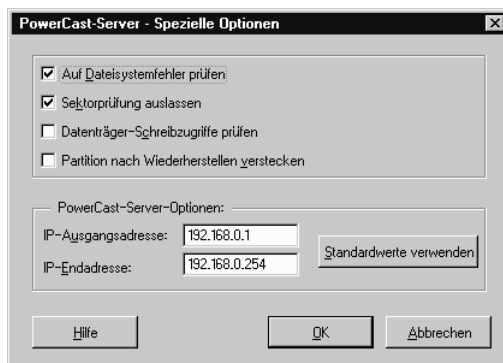 PowerCast-Server - Spezielle Optionen
Auf Dateisystemfehler prüfen
Sektorprüfung auslassen
Datenträger-Schreibzugriffe prüfen
Partition nach Wiederherstellen verstecken
PowerCast-Server-Optionen:
IP-Ausgangsadresse: 192.168.0.1
IP-Endadresse: 192.168.0.254
Standardwerte verwenden
Hilfe
OK
Abbrechen